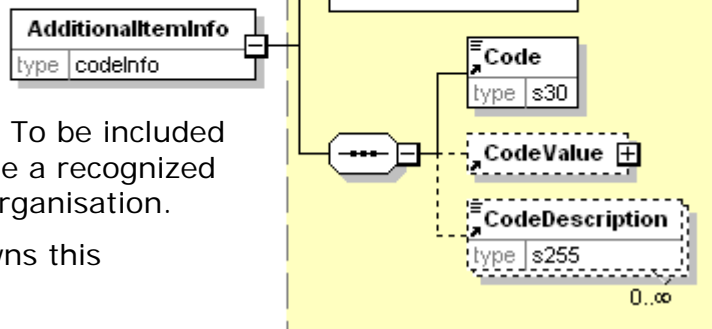 AdditionalItemInfo
type codeInfo
To be included
e a recognized
rganisation.
ns this
Code
type s30
CodeValue
CodeDescription
type s255
0..∞